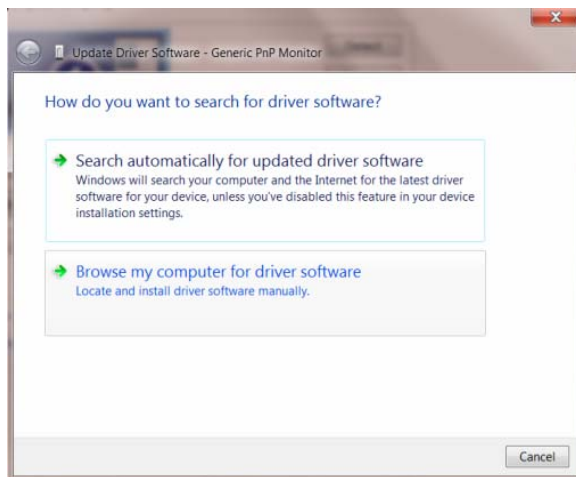 Update Driver Software - Generic PnP Monitor
How do you want to search for driver software?
Search automatically for updated driver software
Windows will search your computer and the Internet for the latest driver
software for your device, unless you've disabled this feature in your device
installation settings.
Browse my computer for driver software
Locate and install driver software manually.
Cancel